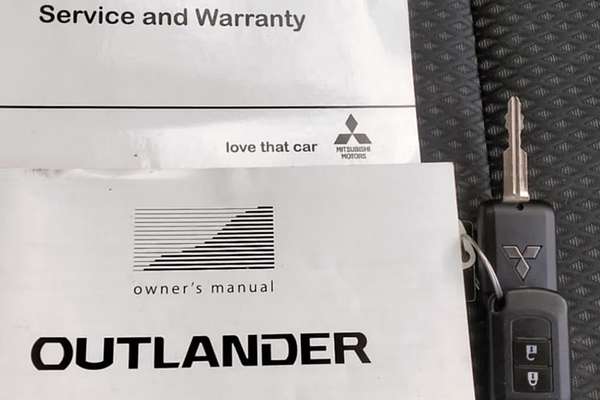 Service and Warranty
love that car
MITSUBISHI
MOTORS
owner's manual
OUTLANDER